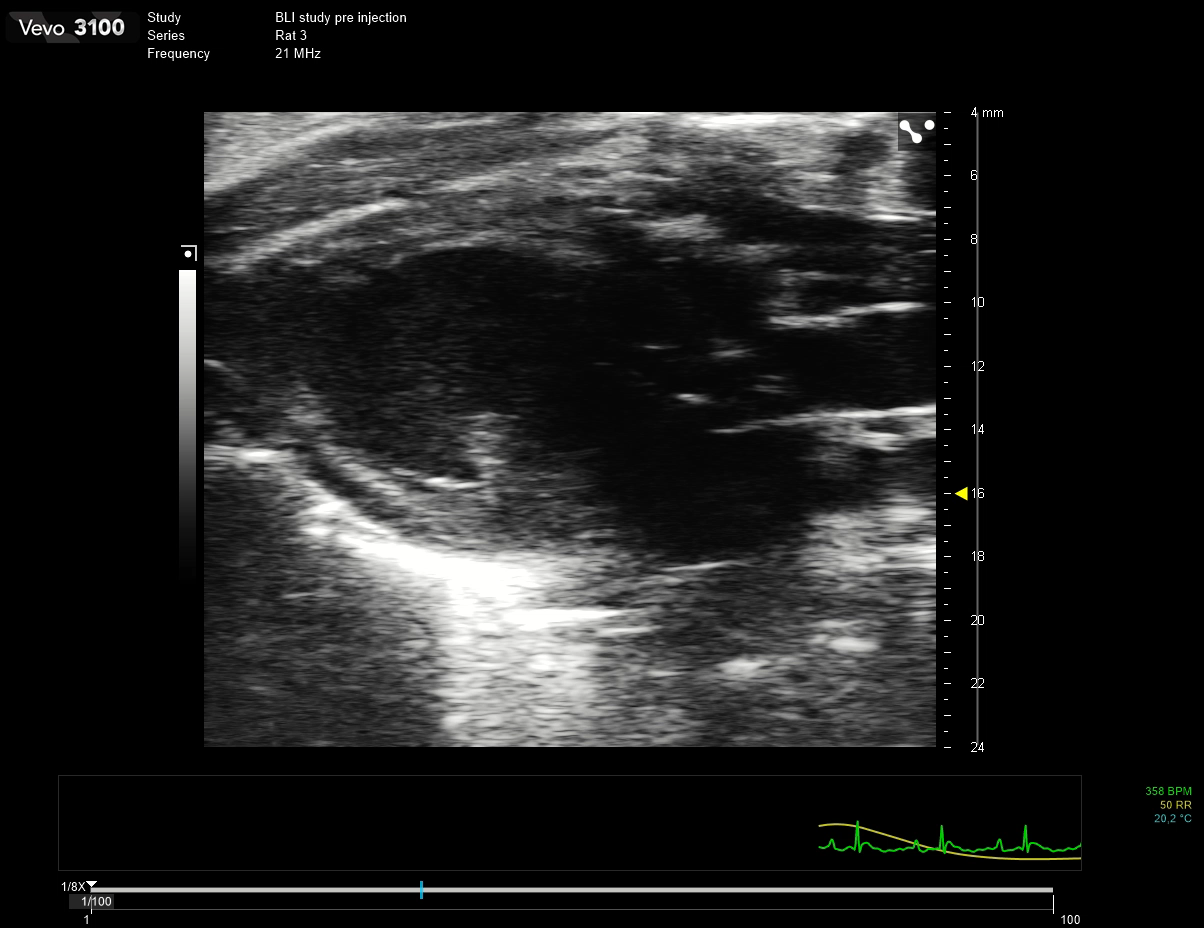 Vevo 3100
Study BLI study pre injection
Series Rat 3
Frequency 21 MHz
4 mm
6
8
10
12
14
16
18
20
22
24
358 BPM
50 RR
20,2 °C
1/8X
1/100
1 100